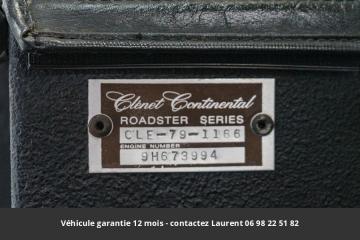 Clénet Continental
ROADSTER SERIES
CLE-79-1166
ENGINE NUMBER
9H673994
Véhicule garantie 12 mois - contactez Laurent 06 98 22 51 82